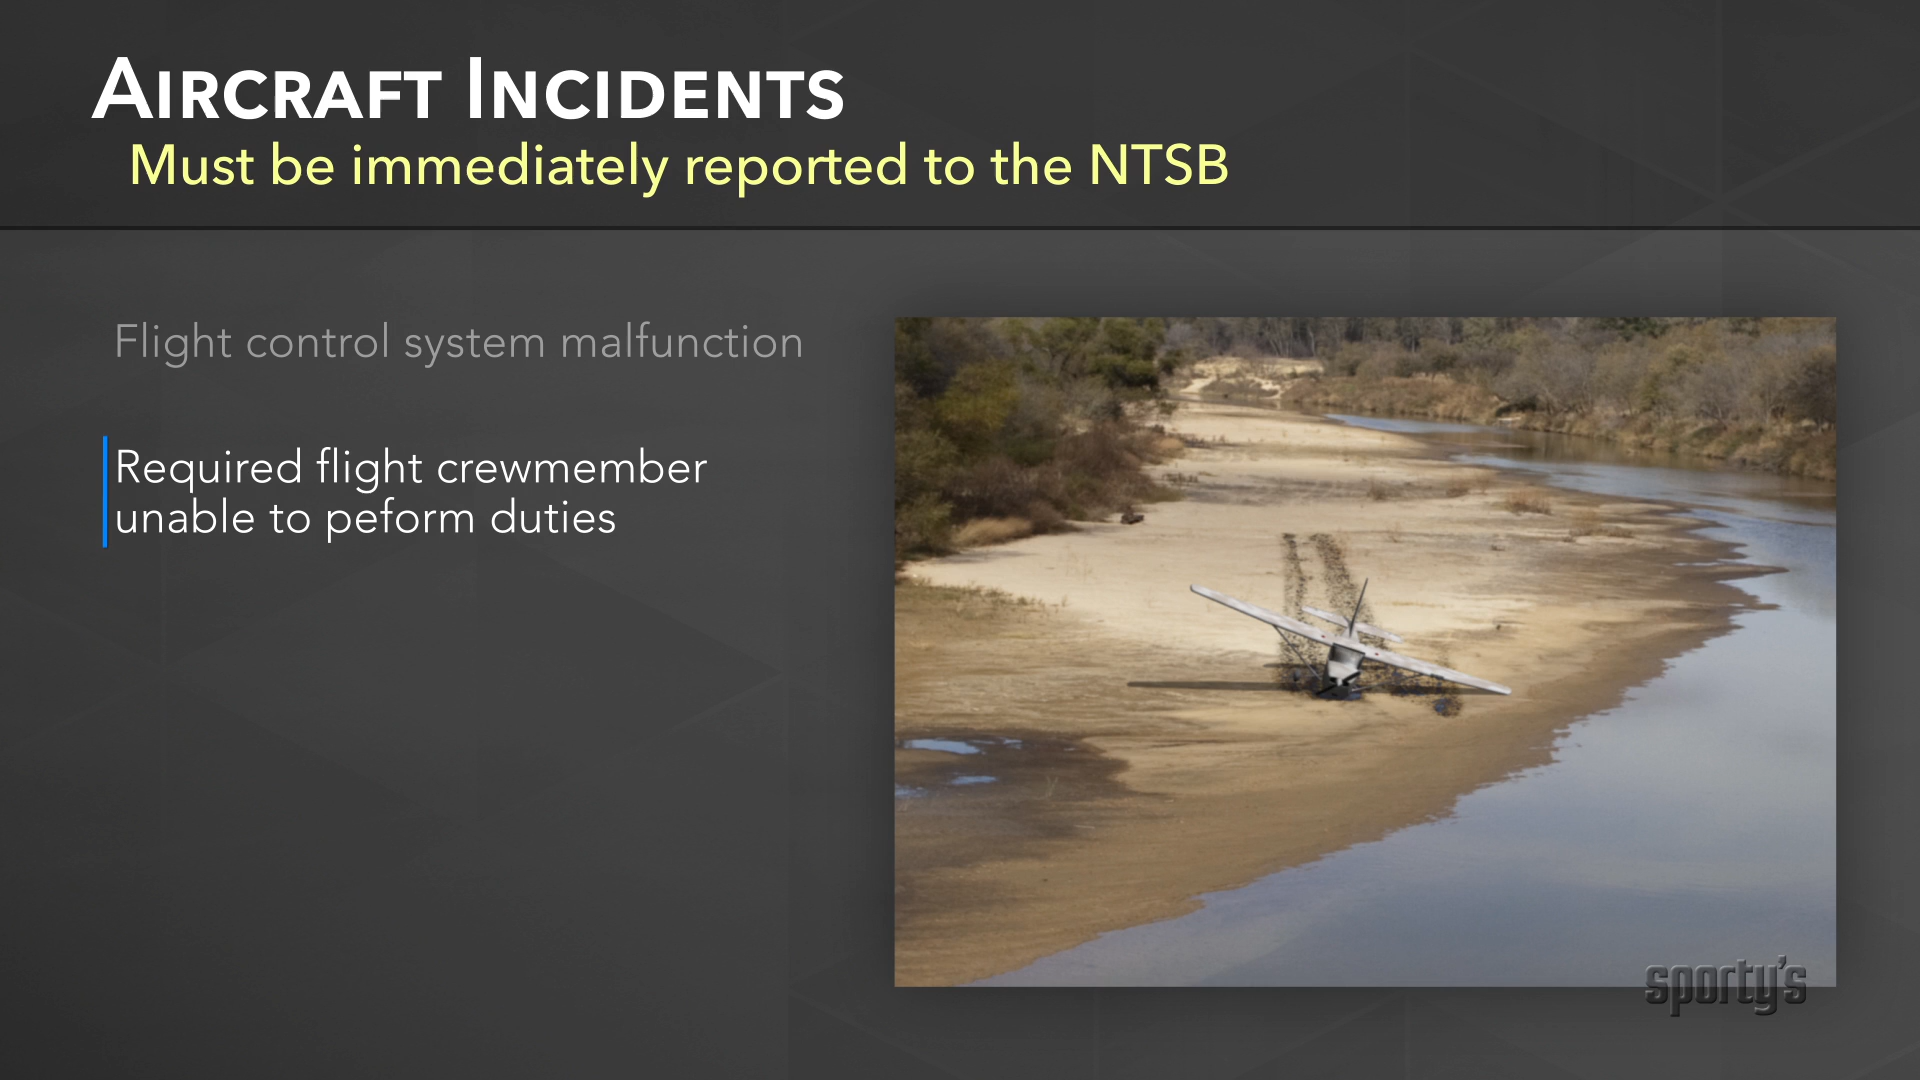 Aircraft Incidents
Must be immediately reported to the NTSB
Flight control system malfunction
Required flight crewmember
unable to peform duties
sporty's